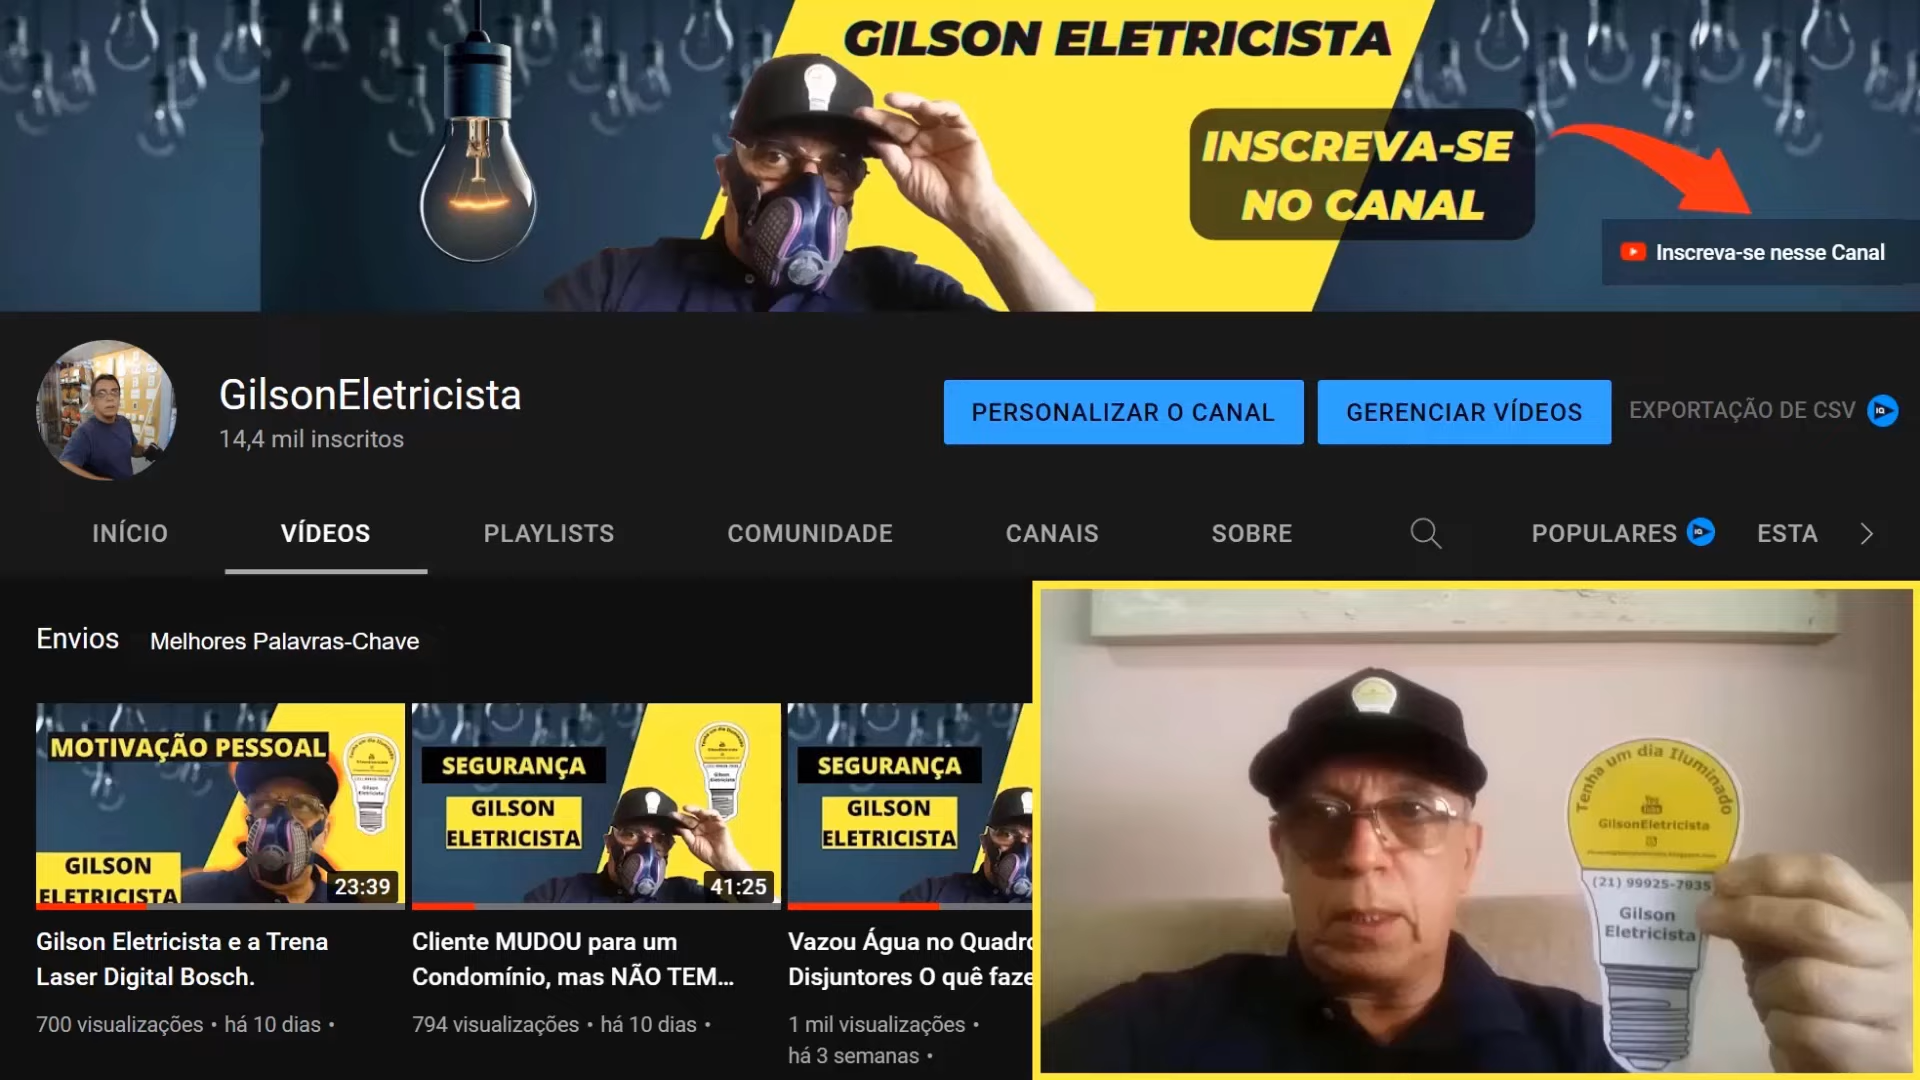 GILSON ELETRICISTA
INSCREVA-SE
NO CANAL
Inscreva-se nesse Canal
GilsonEletricista
14,4 mil inscritos
PERSONALIZAR O CANAL
GERENCIAR VÍDEOS
EXPORTAÇÃO DE CSV
INÍCIO
VÍDEOS
PLAYLISTS
COMUNIDADE
CANAIS
SOBRE
POPULARES
ESTA
Envios
Melhores Palavras-Chave
MOTIVAÇÃO PESSOAL
GILSON
ELETRICISTA
23:39
Gilson Eletricista e a Trena
Laser Digital Bosch.
700 visualizações • há 10 dias •
SEGURANÇA
GILSON
ELETRICISTA
41:25
Cliente MUDOU para um
Condomínio, mas NÃO TEM...
794 visualizações • há 10 dias •
SEGURANÇA
GILSON
ELETRICISTA
Vazou Água no Quadro
Disjuntores O quê faze
1 mil visualizações •
há 3 semanas •
Tenha um dia Iluminado
You
Tube
GilsonEletricista
(21) 99925-7935
Gilson
Eletricista